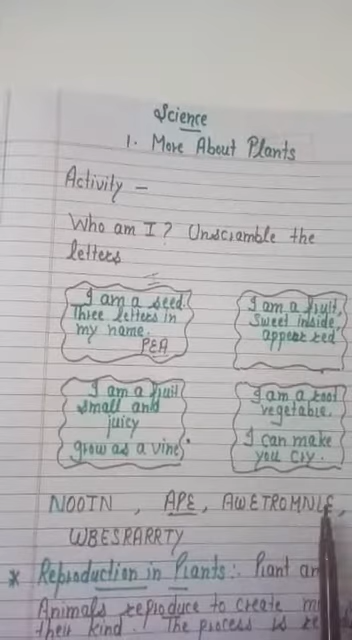 Science
1. More About Plants
Activity -
Who am I? Unscramble the
letters
I am a seed.
Three letters in
my name.
PEA
I am a fruit,
Sweet inside,
appear red
I am a fruit
small and
juicy
grow as a vine.
I am a root
vegetable.
I can make
you cry.
NOOIN, APE, AWETROMNLE,
WBESRARRTY
* Reproduction in Plants:- Plant an
Animals reproduce to create
their kind. The process is